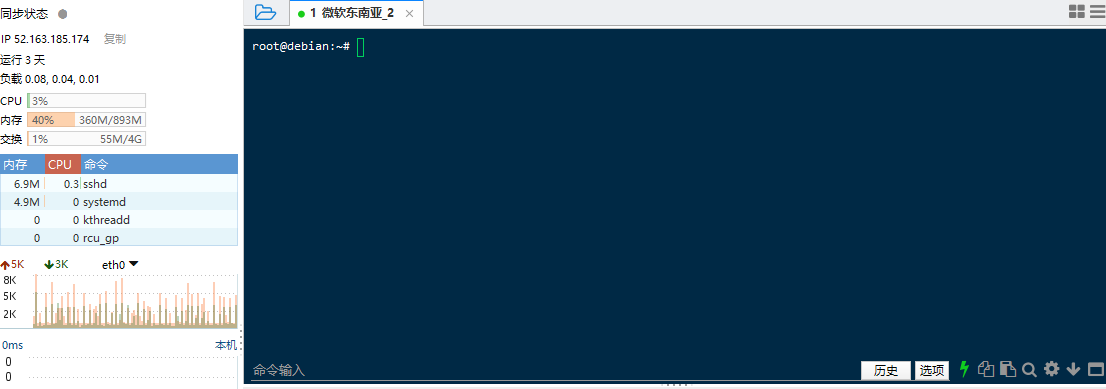 同步状态
IP 52.163.185.174 复制
运行 3 天
负载 0.08, 0.04, 0.01
CPU 3%
内存 40% 360M/893M
交换 1% 55M/4G
内存 CPU 命令
6.9M 0.3 sshd
4.9M 0 systemd
0 0 kthreadd
0 0 rcu_gp
5K 3K eth0
8K
5K
2K
0ms 本机
0
0
1 微软东南亚_2 ×
root@debian:~#
命令输入 历史 选项